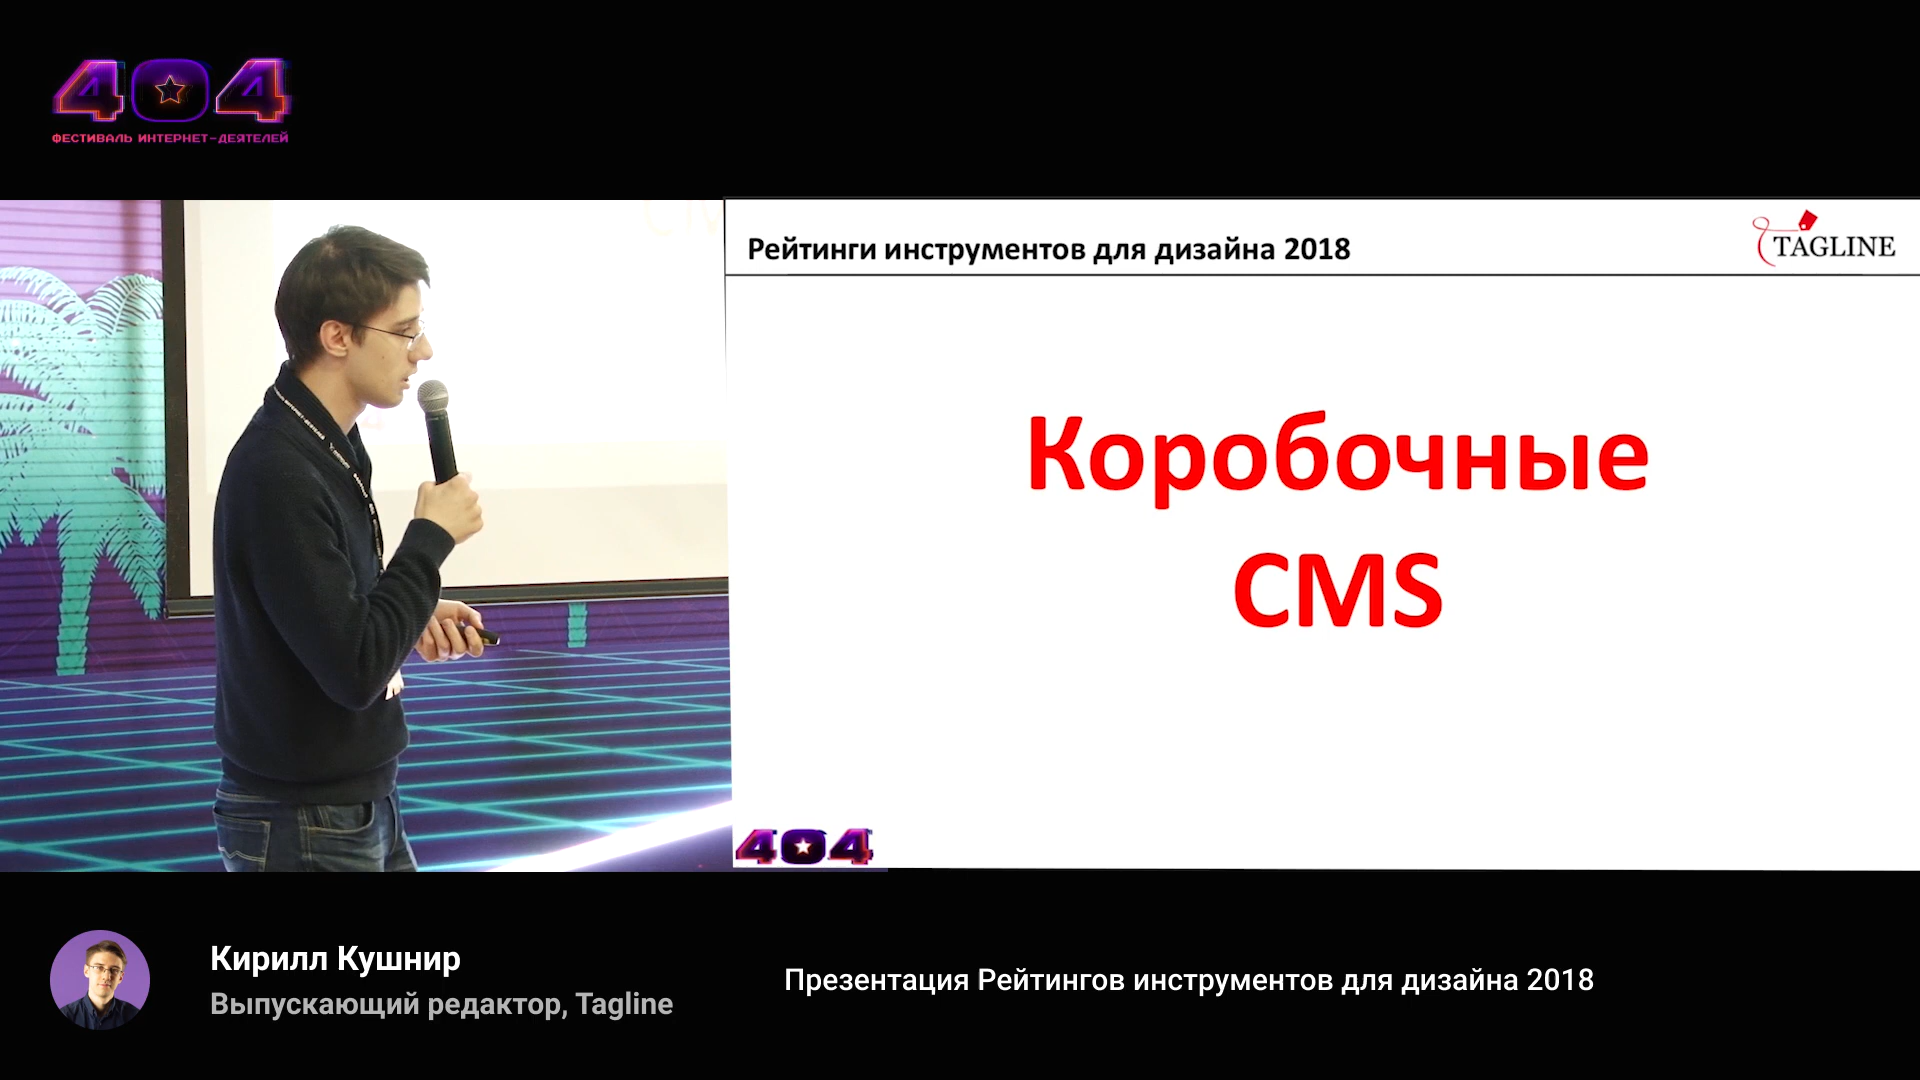 404
ФЕСТИВАЛЬ ИНТЕРНЕТ-ДЕЯТЕЛЕЙ
Рейтинги инструментов для дизайна 2018
TAGLINE
Коробочные
CMS
404
Кирилл Кушнир
Выпускающий редактор, Tagline
Презентация Рейтингов инструментов для дизайна 2018